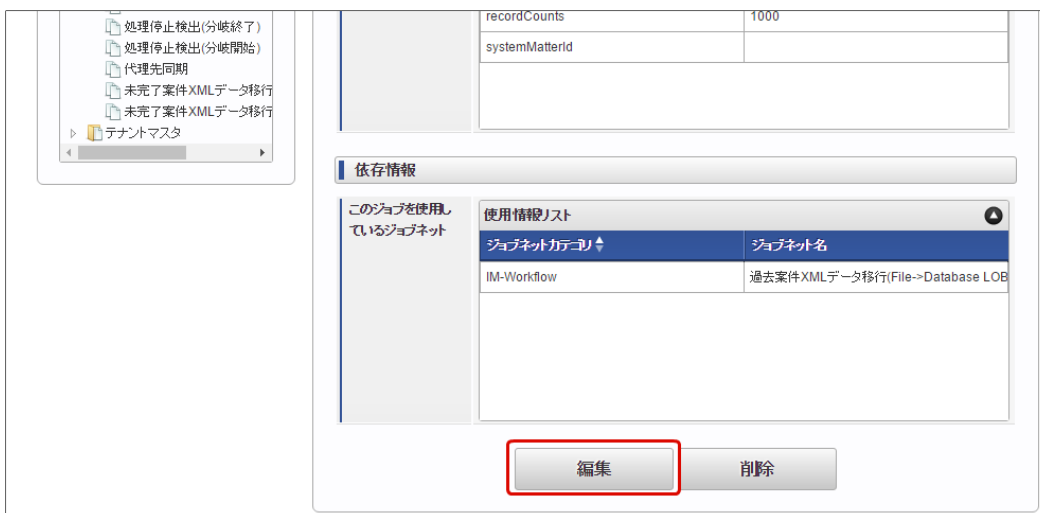 処理停止検出(分岐終了)
処理停止検出(分岐開始)
代理先同期
未完了案件XMLデータ移行
未完了案件XMLデータ移行
テナントマスタ
recordCounts 1000
systemMatterId
依存情報
このジョブを使用し
ているジョブネット
使用情報リスト
ジョブネットカテゴリ ジョブネット名
IM-Workflow 過去案件XMLデータ移行(File->Database LOB
編集 削除